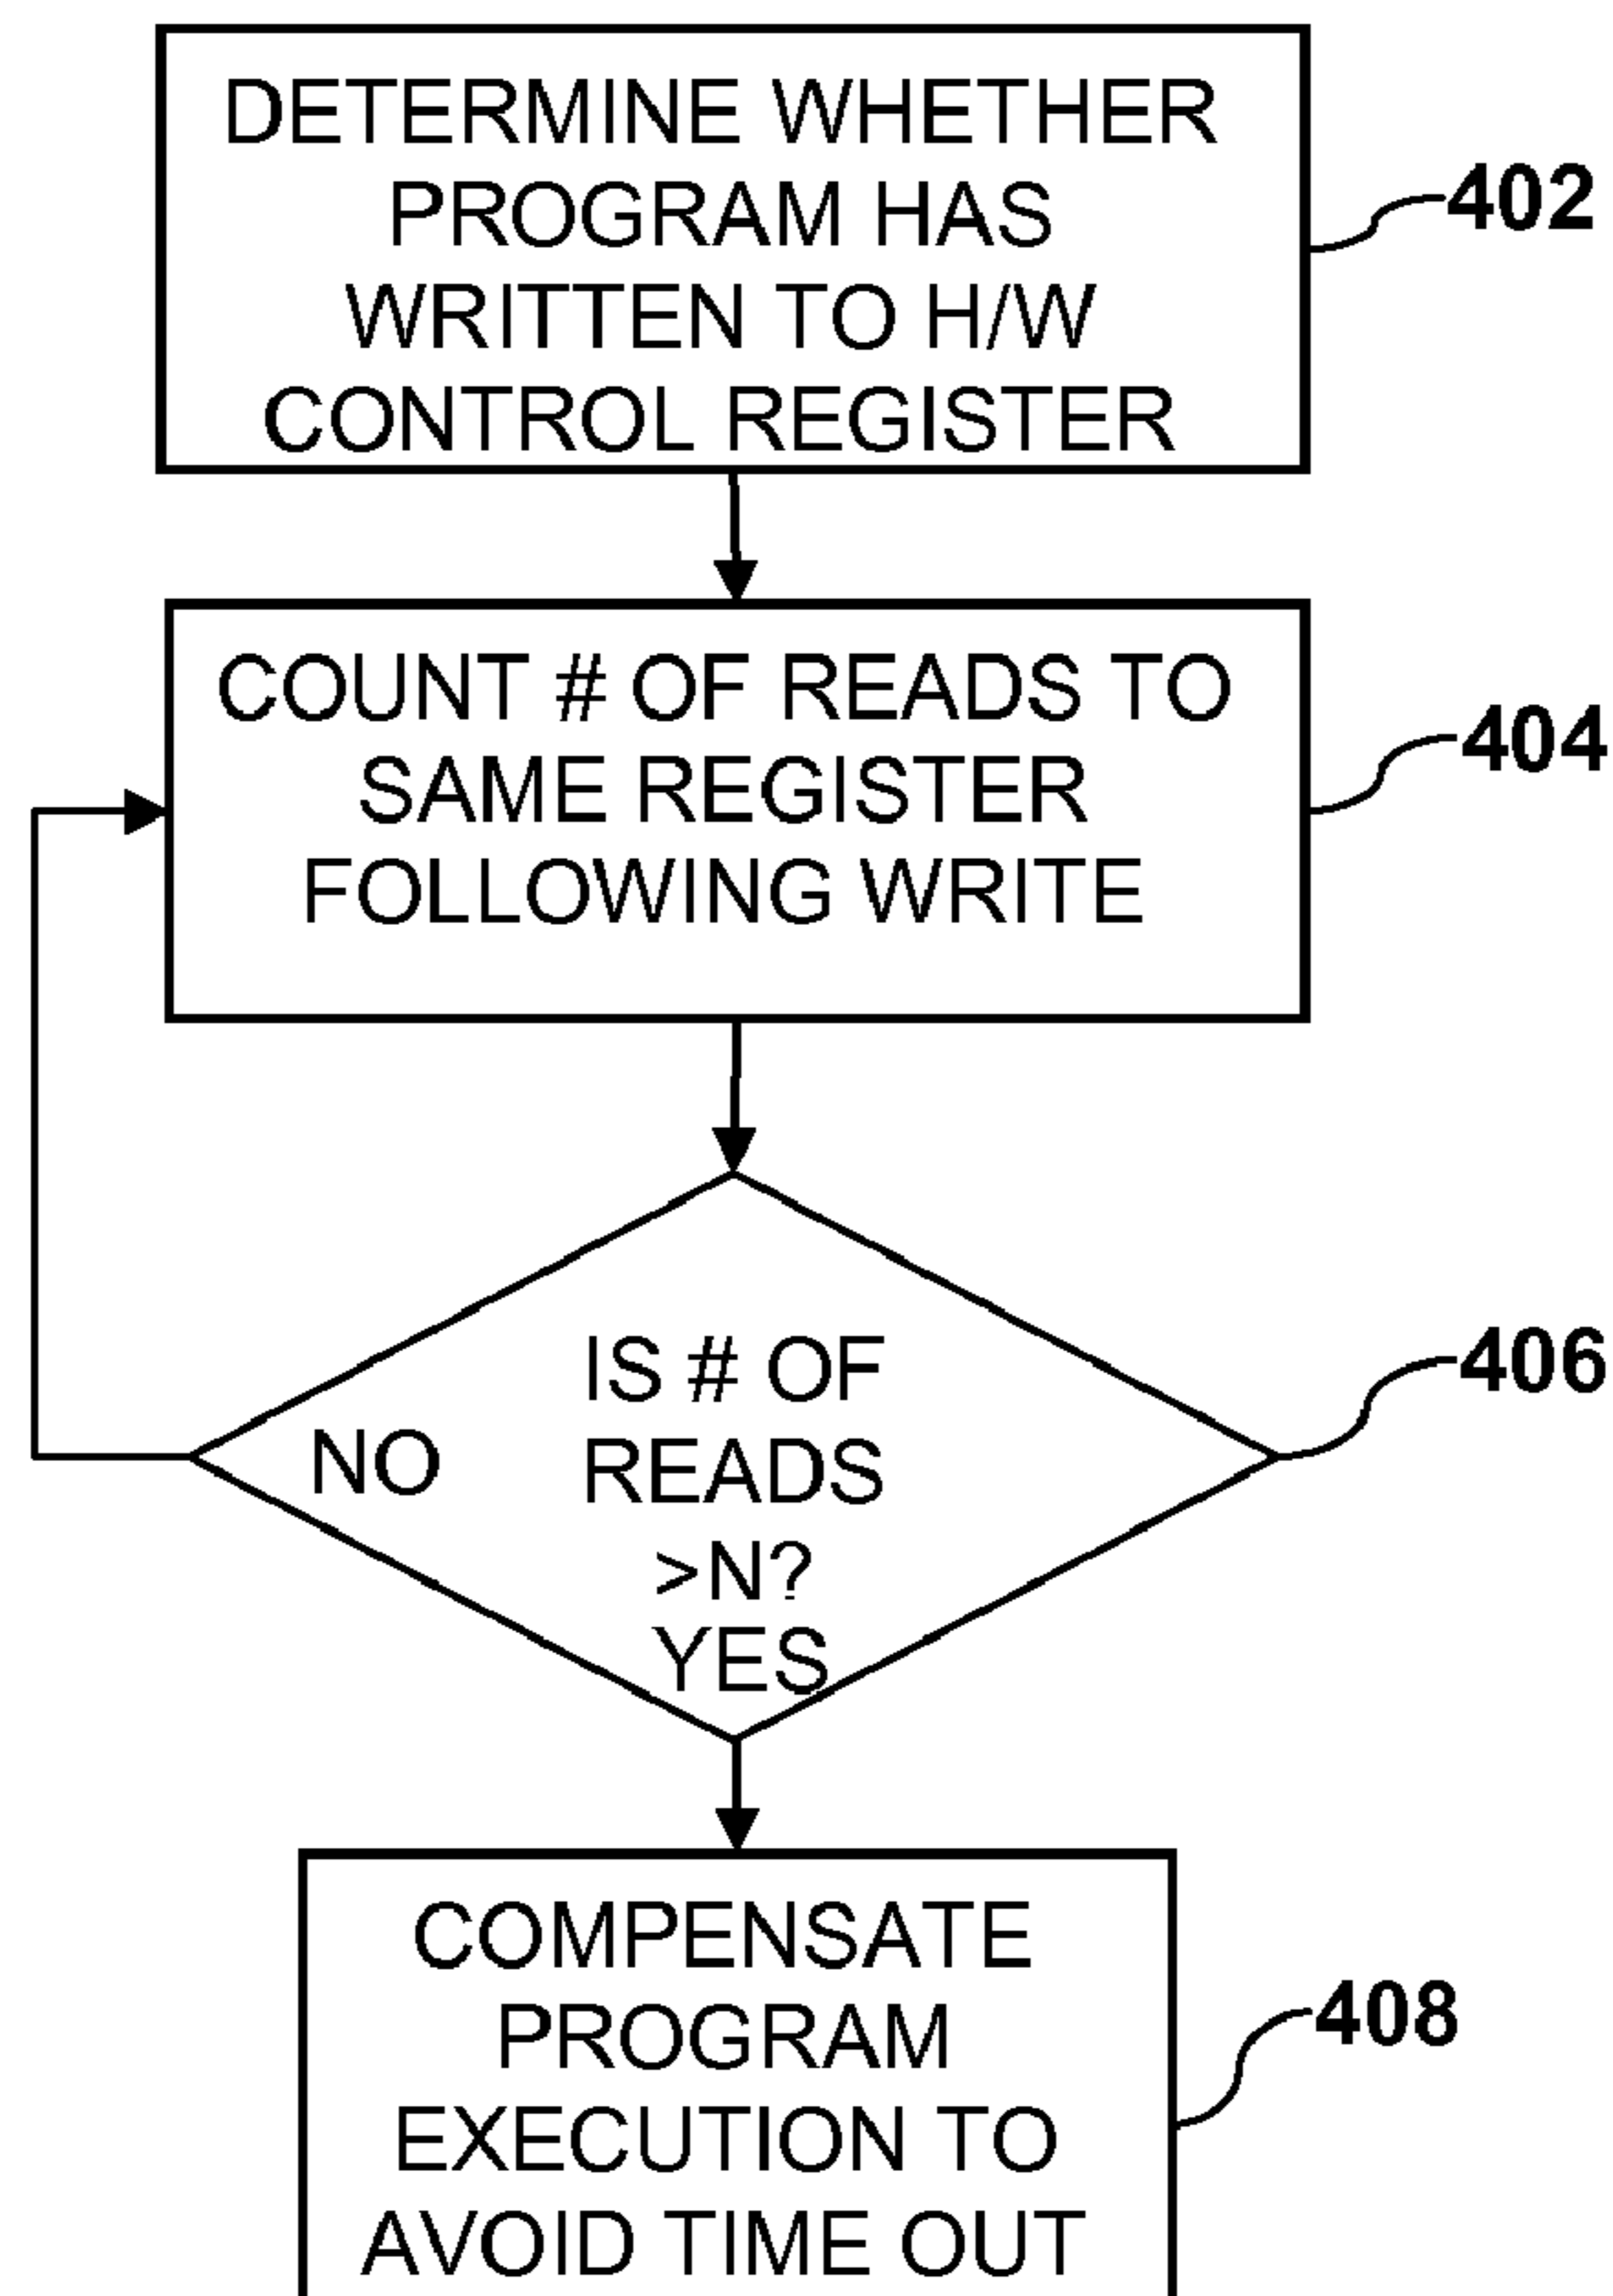 DETERMINE WHETHER
PROGRAM HAS
WRITTEN TO H/W
CONTROL REGISTER
402
COUNT # OF READS TO
SAME REGISTER
FOLLOWING WRITE
404
IS # OF
READS
>N?
NO
YES
406
COMPENSATE
PROGRAM
EXECUTION TO
AVOID TIME OUT
408